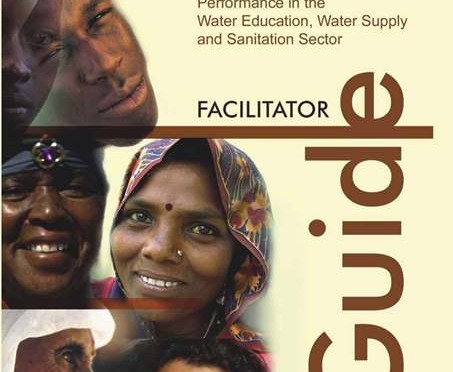 Performance in the
Water Education, Water Supply
and Sanitation Sector
FACILITATOR
Guide